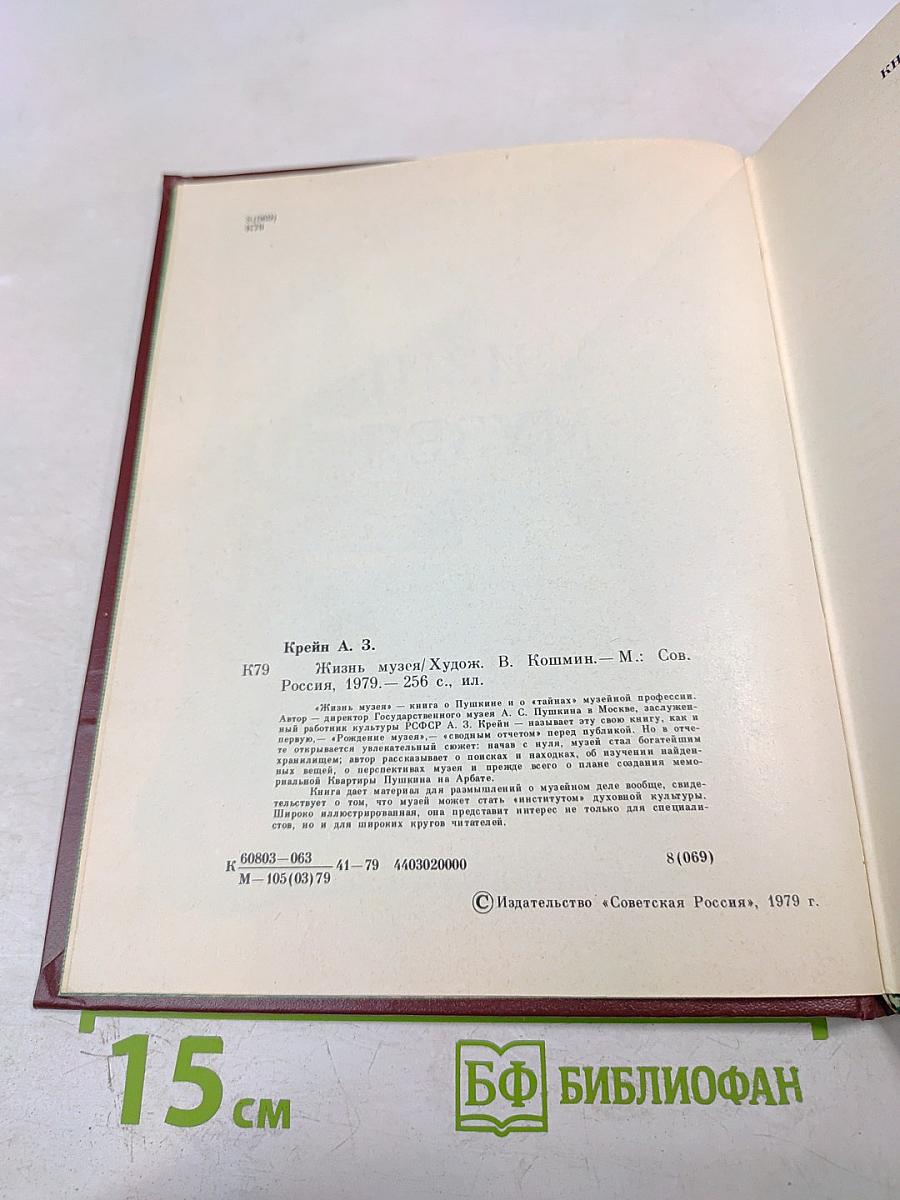 8(069)
К79
Крейн А. З.
К79 Жизнь музея/Худож. В. Кошмин.— М.: Сов.
Россия, 1979.— 256 с., ил.
«Жизнь музея» — книга о Пушкине и о «тайнах» музейной профессии.
Автор — директор Государственного музея А. С. Пушкина в Москве, заслужен-
ный работник культуры РСФСР А. З. Крейн — называет эту свою книгу, как и
первую,— «Рождение музея»,— «сводным отчетом» перед публикой. Но в отче-
те открывается увлекательный сюжет: начав с нуля, музей стал богатейшим
хранилищем; автор рассказывает о поисках и находках, об изучении найден-
ных вещей, о перспективах музея и прежде всего о плане создания мемо-
риальной Квартиры Пушкина на Арбате.
Книга дает материал для размышлений о музейном деле вообще, свиде-
тельствует о том, что музей может стать «институтом» духовной культуры.
Широко иллюстрированная, она представит интерес не только для специали-
стов, но и для широких кругов читателей.
К 60803—063
М—105(03)79 41—79 4403020000 8(069)
© Издательство «Советская Россия», 1979 г.
15 см
БФ БИБЛИОФАН